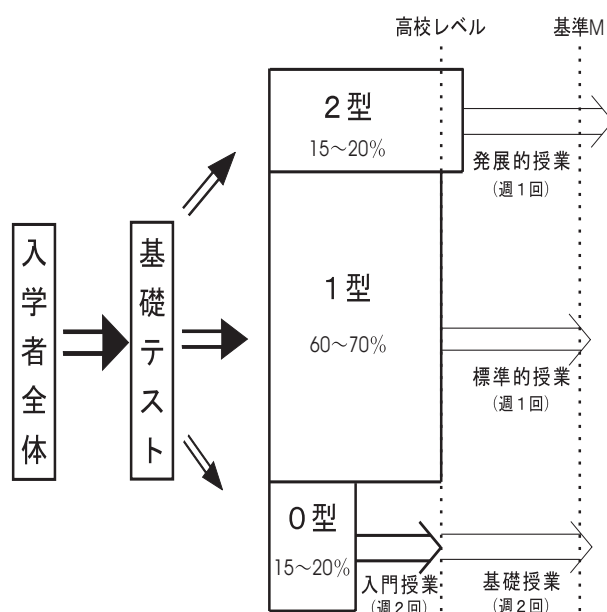 高校レベル
基準M
2型
15～20%
発展的授業
(週1回)
入学者全体
基礎テスト
1型
60～70%
標準的授業
(週1回)
0型
15～20%
入門授業
(週2回)
基礎授業
(週2回)